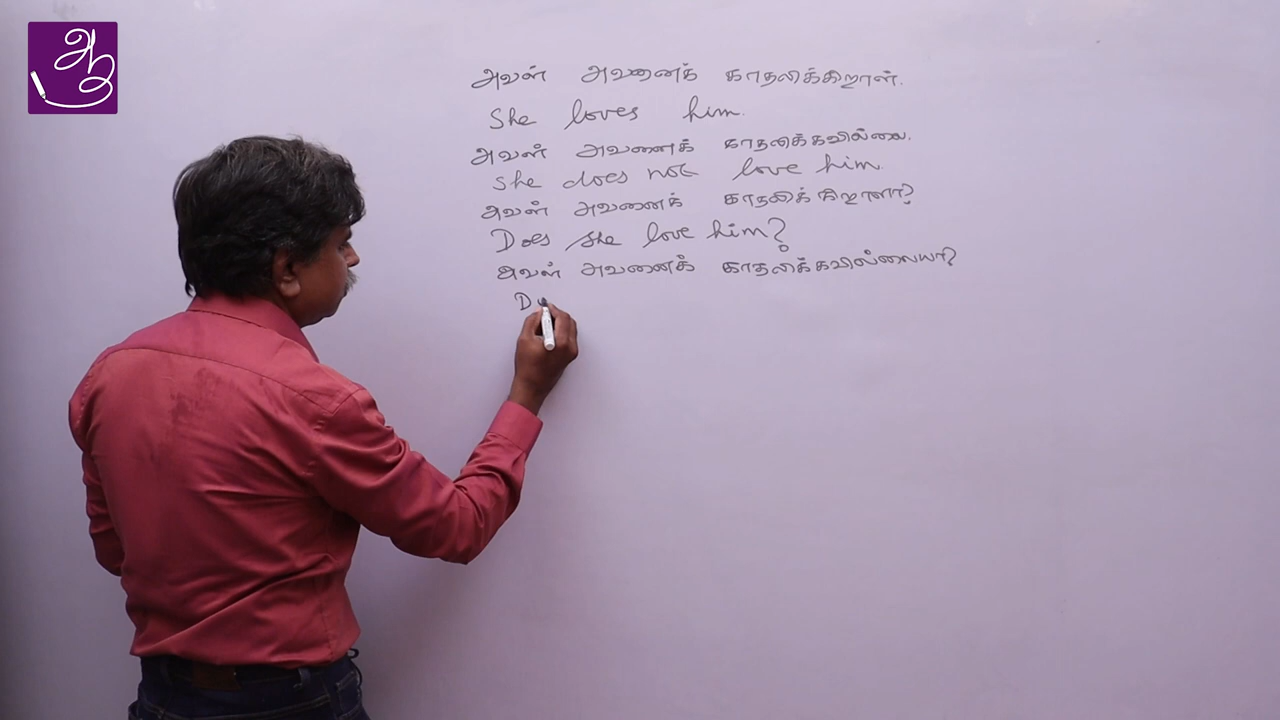 அவள் அவனைக் காதலிக்கிறாள்.
She loves him.
அவள் அவனைக் காதலிக்கவில்லை.
She does not love him.
அவள் அவனைக் காதலிக்கிறாளா?
Does she love him?
அவள் அவனைக் காதலிக்கவில்லையா?
D